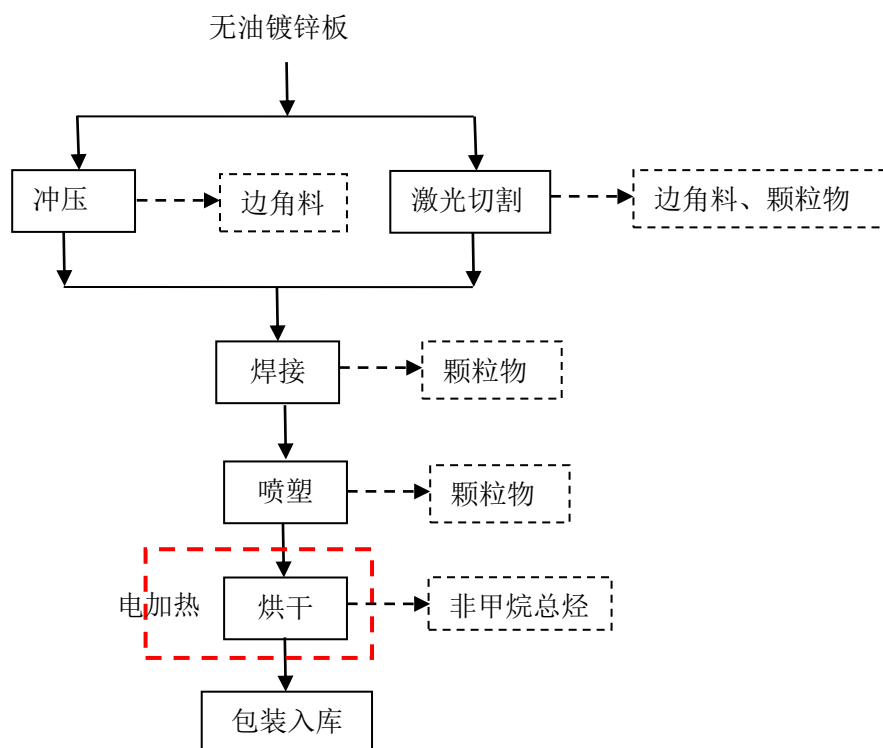 无油镀锌板
冲压
边角料
激光切割
边角料、颗粒物
焊接
颗粒物
喷塑
颗粒物
电加热
烘干
非甲烷总烃
包装入库